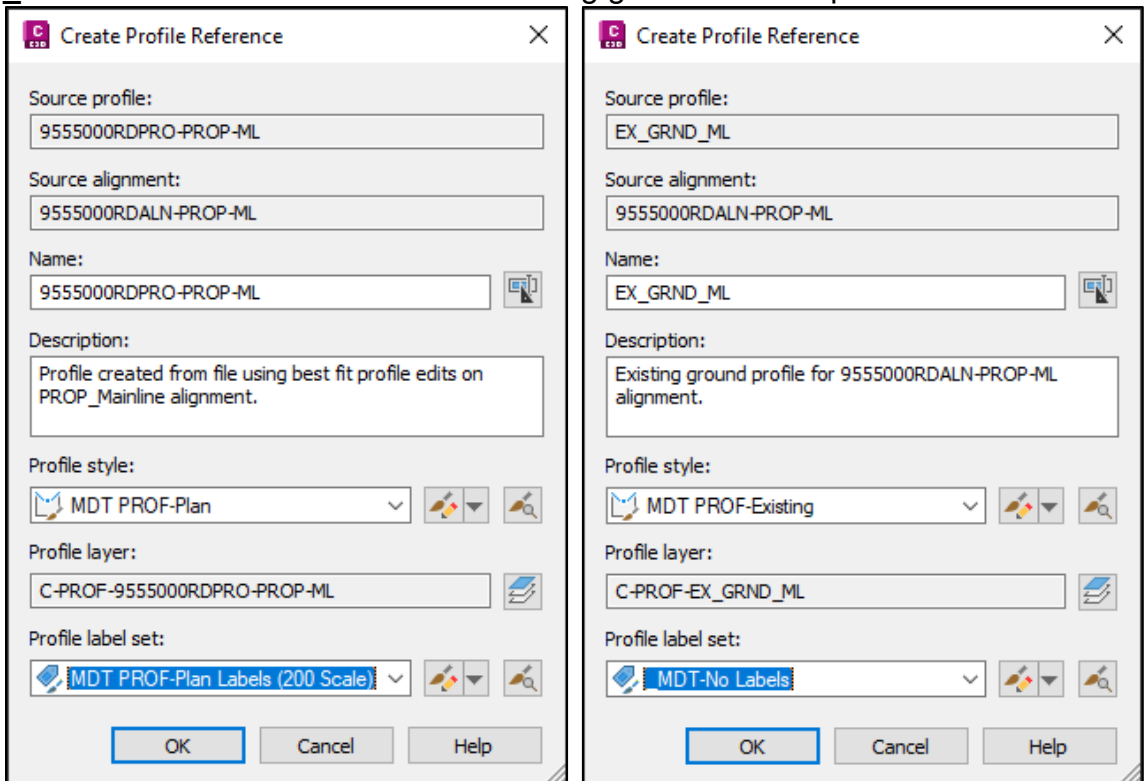 Create Profile Reference
Source profile:
9555000RDPRO-PROP-ML
Source alignment:
9555000RDALN-PROP-ML
Name:
9555000RDPRO-PROP-ML
Description:
Profile created from file using best fit profile edits on
PROP_Mainline alignment.
Profile style:
MDT PROF-Plan
Profile layer:
C-PROF-9555000RDPRO-PROP-ML
Profile label set:
MDT PROF-Plan Labels (200 Scale)
OK Cancel Help
Create Profile Reference
Source profile:
EX_GRND_ML
Source alignment:
9555000RDALN-PROP-ML
Name:
EX_GRND_ML
Description:
Existing ground profile for 9555000RDALN-PROP-ML
alignment.
Profile style:
MDT PROF-Existing
Profile layer:
C-PROF-EX_GRND_ML
Profile label set:
_MDT-No Labels
OK Cancel Help